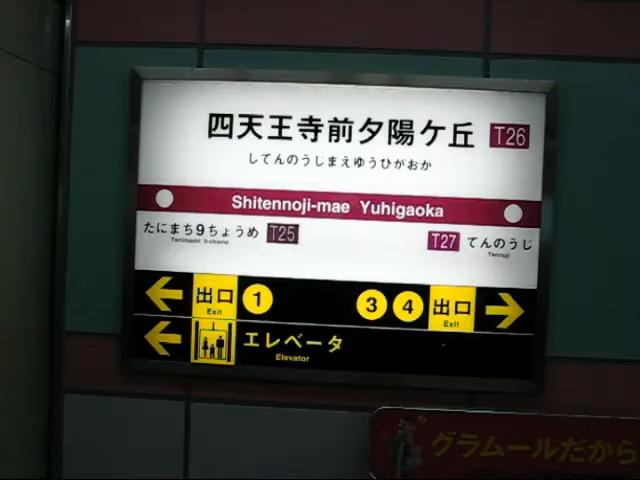 四天王寺前夕陽ケ丘 T26
してんのうじまえゆうひがおか
Shitennoji-mae Yuhigaoka
たにまち9ちょうめ T25 T27 てんのうじ
Tanimachi 9-chome Tennoji
出口 1 3 4 出口
Exit Exit
エレベータ
Elevator
グラムールだから